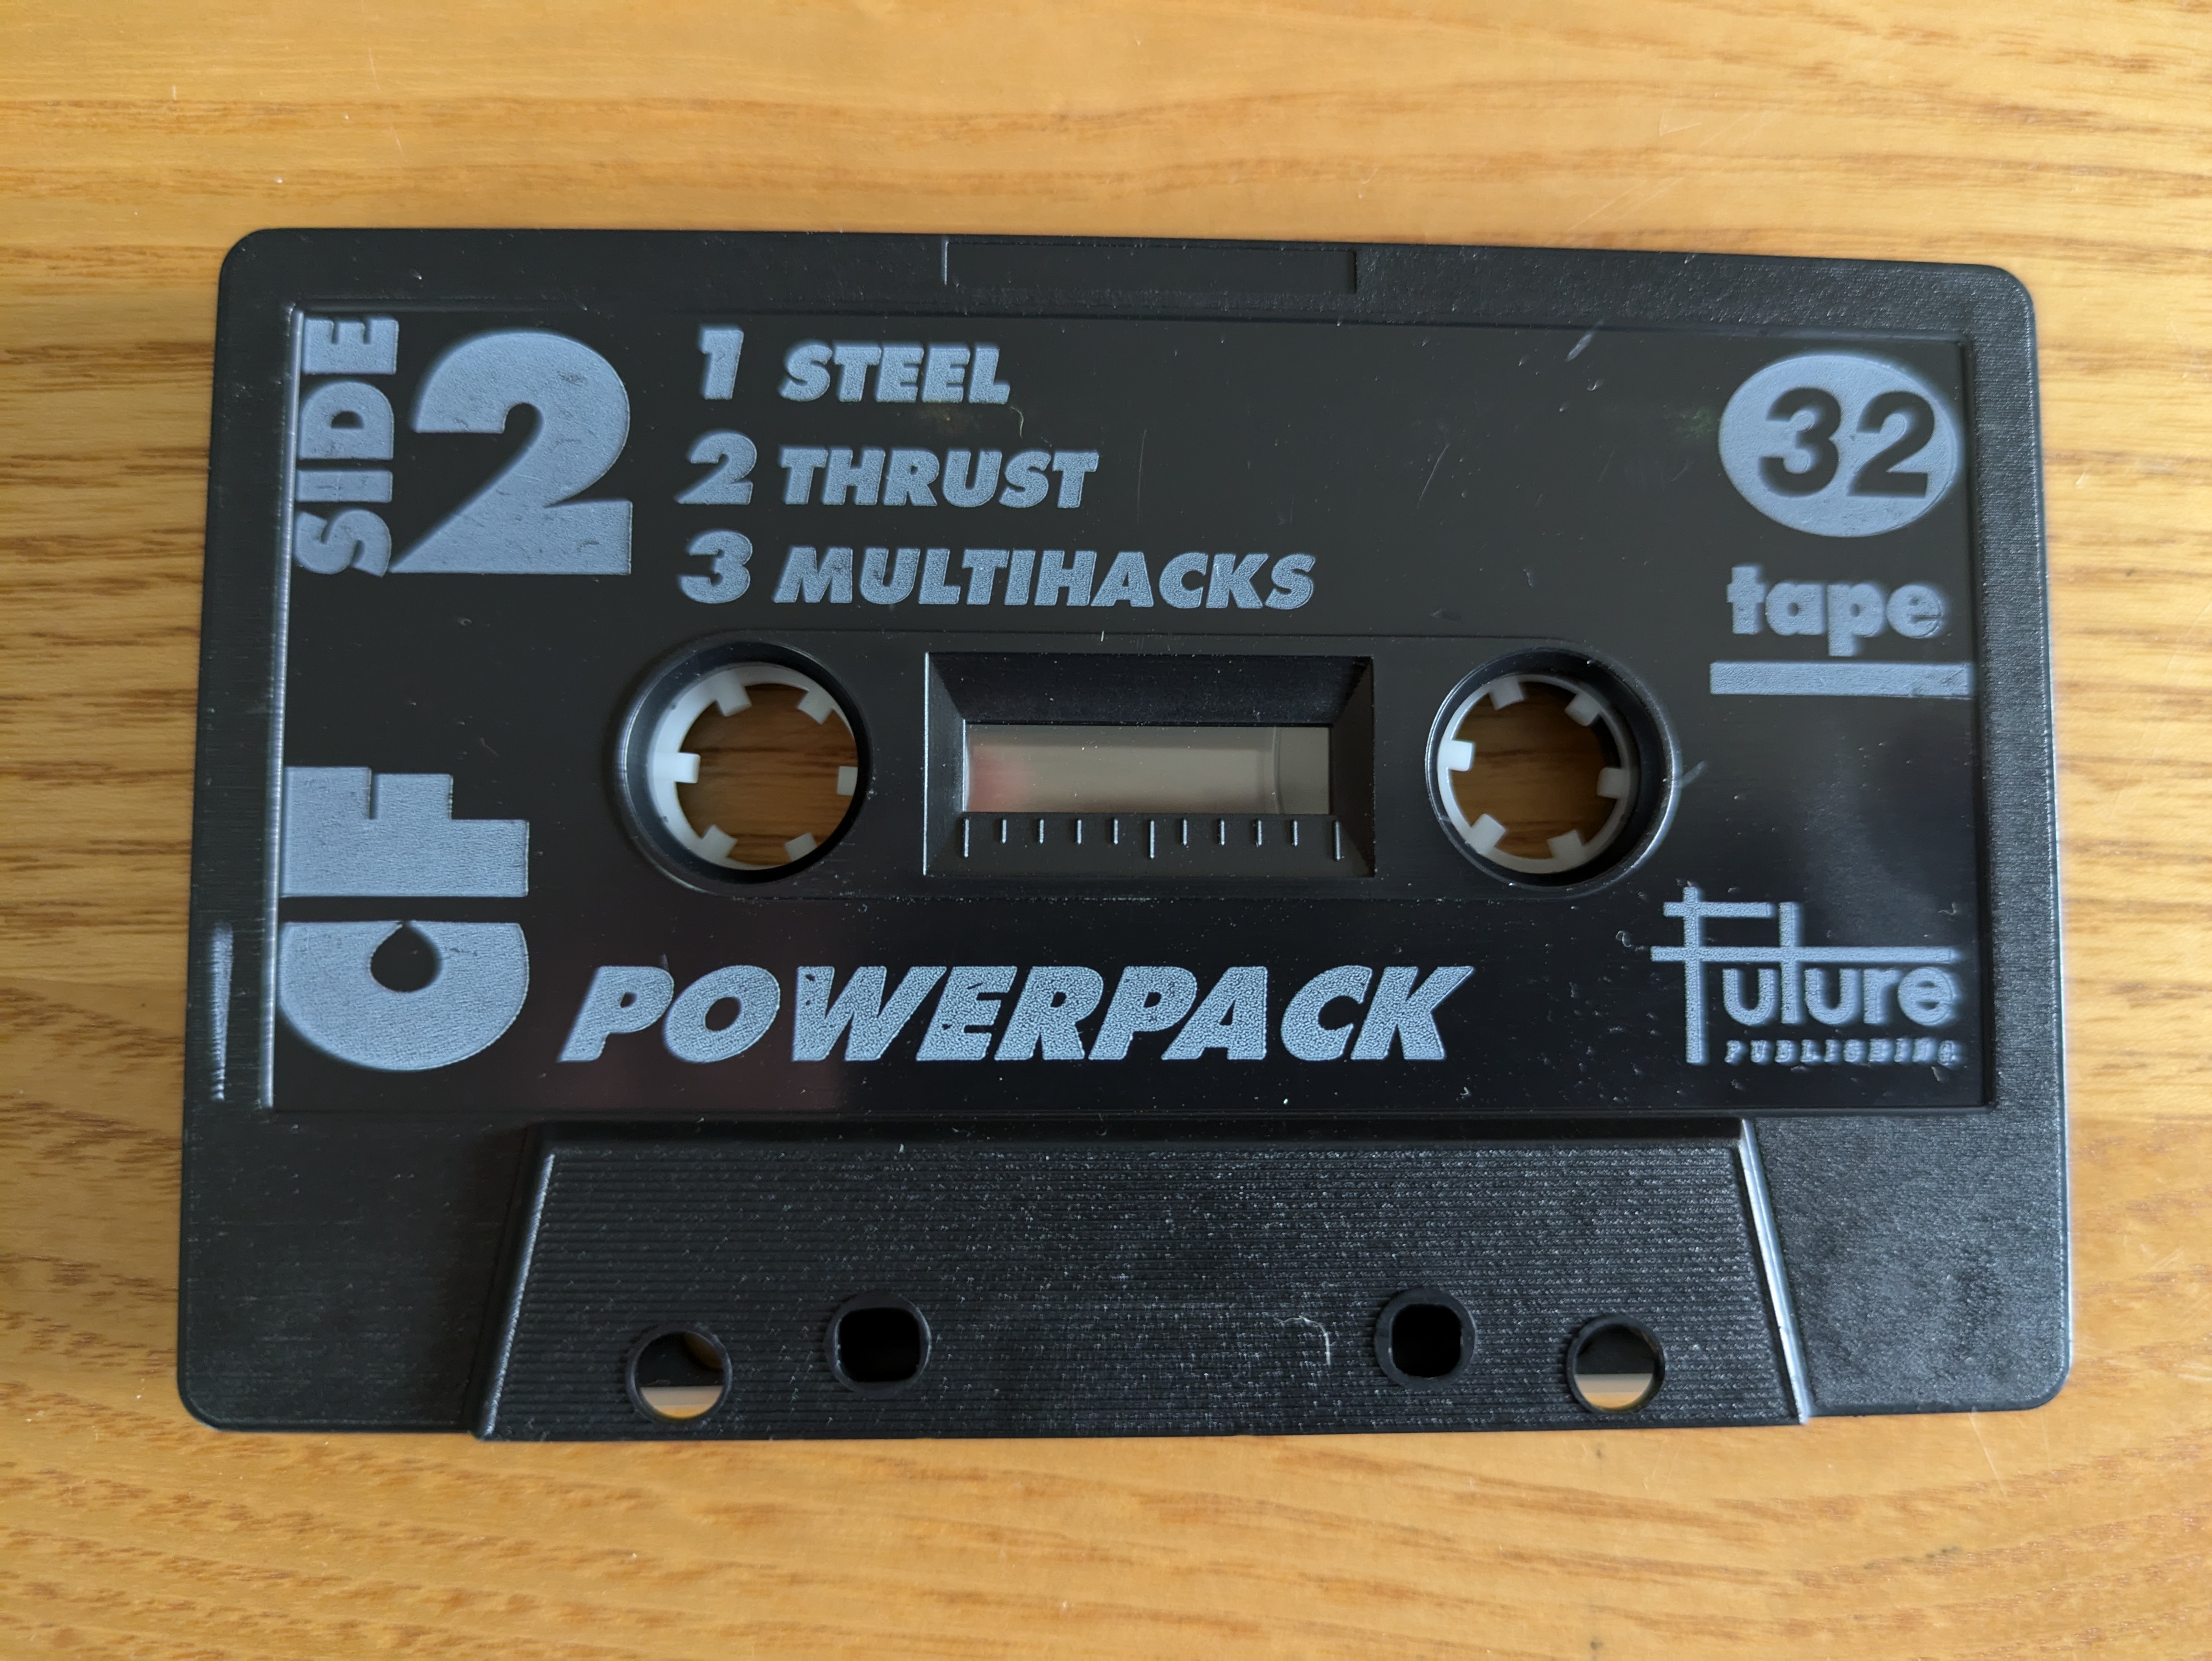 SIDE 2
1 STEEL
2 THRUST
3 MULTIHACKS
32
tape
CF
POWERPACK
Future
PUBLISHING